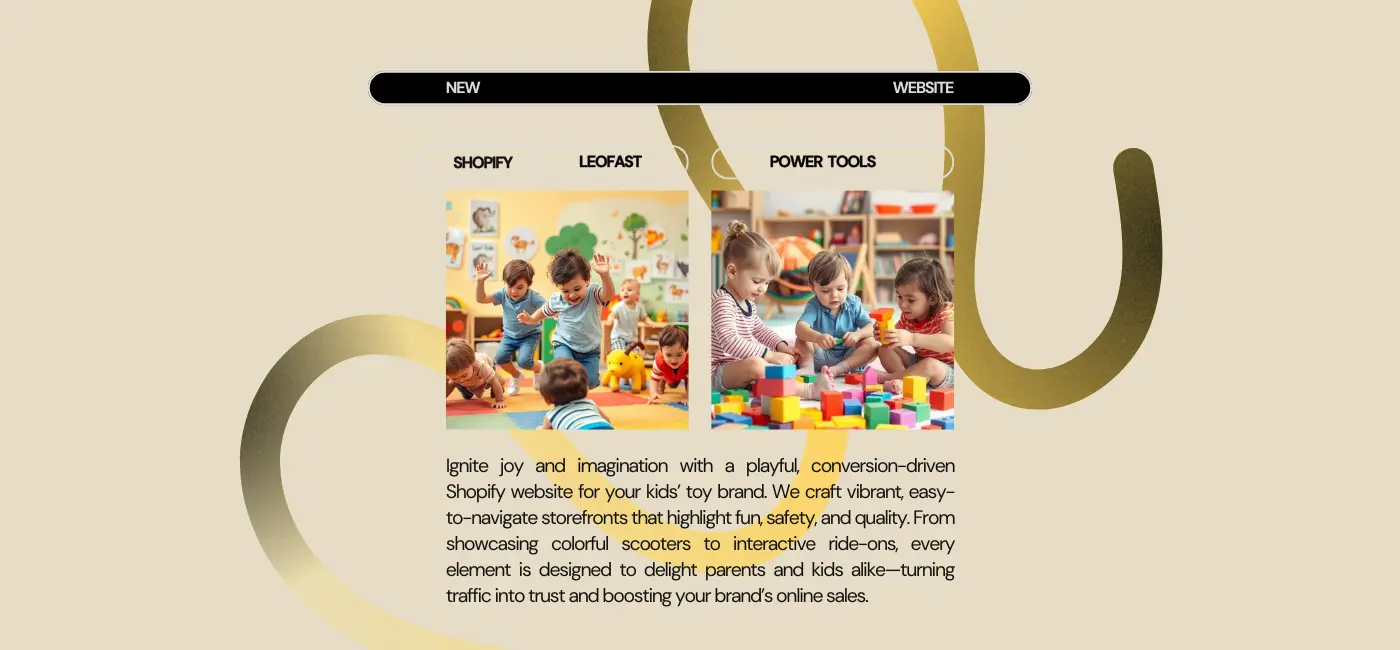 NEW WEBSITE
SHOPIFY LEOFAST POWER TOOLS
Ignite joy and imagination with a playful, conversion-driven
Shopify website for your kids’ toy brand. We craft vibrant, easy-
to-navigate storefronts that highlight fun, safety, and quality. From
showcasing colorful scooters to interactive ride-ons, every
element is designed to delight parents and kids alike—turning
traffic into trust and boosting your brand’s online sales.